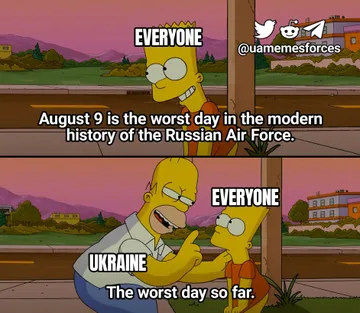 EVERYONE
@uamemesforces
August 9 is the worst day in the modern
history of the Russian Air Force.
EVERYONE
UKRAINE
The worst day so far.